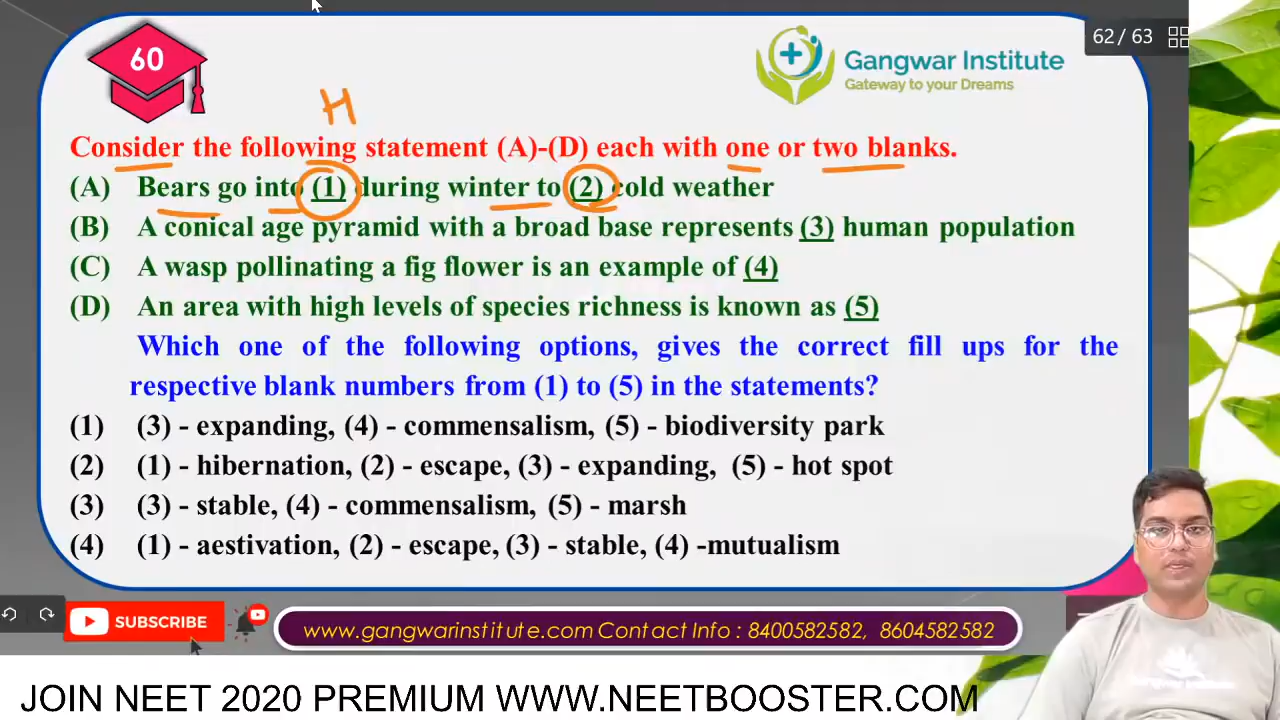 60
62 / 63
Gangwar Institute
Gateway to your Dreams
H
Consider the following statement (A)-(D) each with one or two blanks.
(A) Bears go into (1) during winter to (2) cold weather
(B) A conical age pyramid with a broad base represents (3) human population
(C) A wasp pollinating a fig flower is an example of (4)
(D) An area with high levels of species richness is known as (5)
Which one of the following options, gives the correct fill ups for the
respective blank numbers from (1) to (5) in the statements?
(1) (3) - expanding, (4) - commensalism, (5) - biodiversity park
(2) (1) - hibernation, (2) - escape, (3) - expanding, (5) - hot spot
(3) (3) - stable, (4) - commensalism, (5) - marsh
(4) (1) - aestivation, (2) - escape, (3) - stable, (4) -mutualism
SUBSCRIBE
www.gangwarinstitute.com Contact Info : 8400582582, 8604582582
JOIN NEET 2020 PREMIUM WWW.NEETBOOSTER.COM